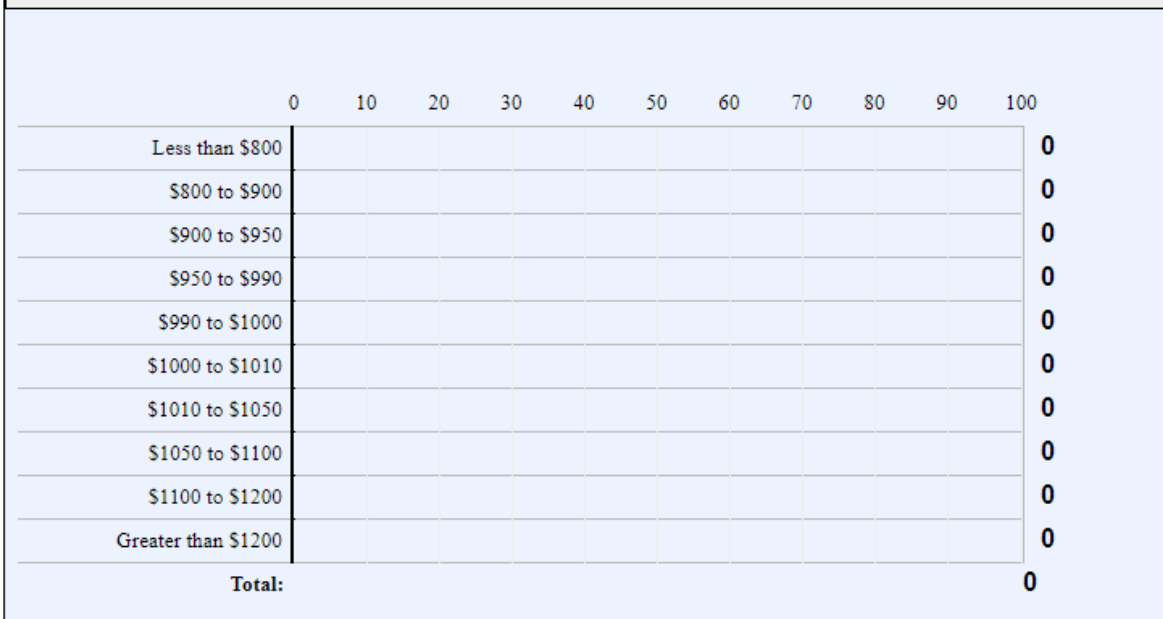 0 10 20 30 40 50 60 70 80 90 100
Less than $800 0
$800 to $900 0
$900 to $950 0
$950 to $990 0
$990 to $1000 0
$1000 to $1010 0
$1010 to $1050 0
$1050 to $1100 0
$1100 to $1200 0
Greater than $1200 0
Total: 0